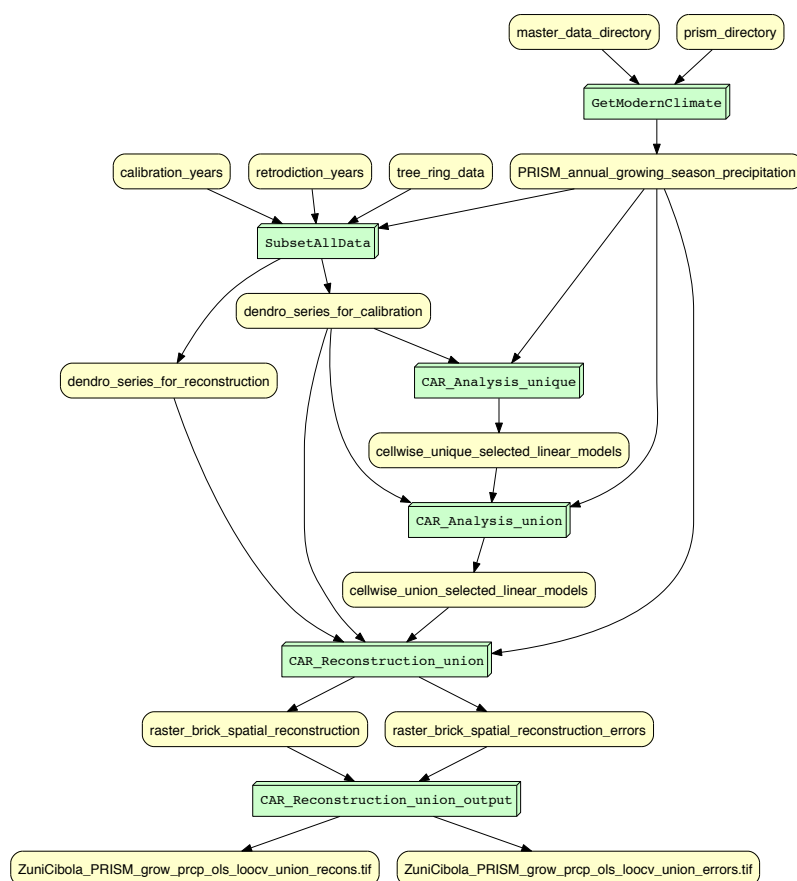 master_data_directory
prism_directory
GetModernClimate
calibration_years
retrodiction_years
tree_ring_data
PRISM_annual_growing_season_precipitation
SubsetAllData
dendro_series_for_calibration
dendro_series_for_reconstruction
CAR_Analysis_unique
cellwise_unique_selected_linear_models
CAR_Analysis_union
cellwise_union_selected_linear_models
CAR_Reconstruction_union
raster_brick_spatial_reconstruction
raster_brick_spatial_reconstruction_errors
CAR_Reconstruction_union_output
ZuniCibola_PRISM_grow_prcp_ols_loocv_union_recons.tif
ZuniCibola_PRISM_grow_prcp_ols_loocv_union_errors.tif